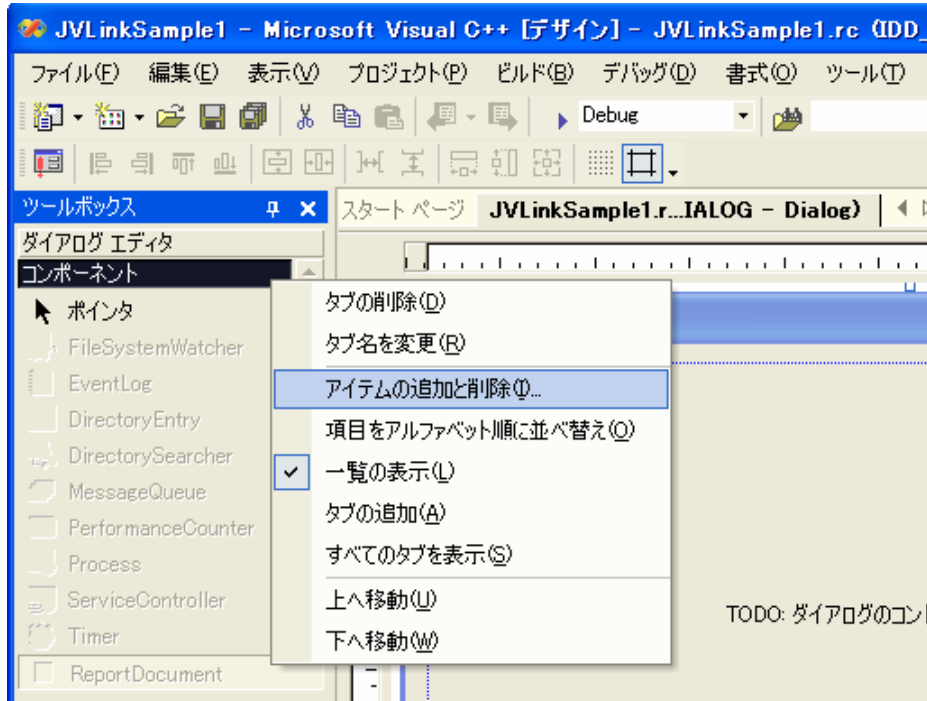 JVLinkSample1 - Microsoft Visual C++ [デザイン] - JVLinkSample1.rc (IDD_
ファイル(F) 編集(E) 表示(V) プロジェクト(P) ビルド(B) デバッグ(D) 書式(O) ツール(T)
Debug
ツールボックス
スタート ページ JVLinkSample1.r...IALOG - Dialog)
ダイアログ エディタ
コンポーネント
ポインタ
FileSystemWatcher
EventLog
DirectoryEntry
DirectorySearcher
MessageQueue
PerformanceCounter
Process
ServiceController
Timer
ReportDocument
タブの削除(D)
タブ名を変更(R)
アイテムの追加と削除(I)...
項目をアルファベット順に並べ替え(O)
一覧の表示(L)
タブの追加(A)
すべてのタブを表示(S)
上へ移動(U)
下へ移動(W)
TODO: ダイアログのコント